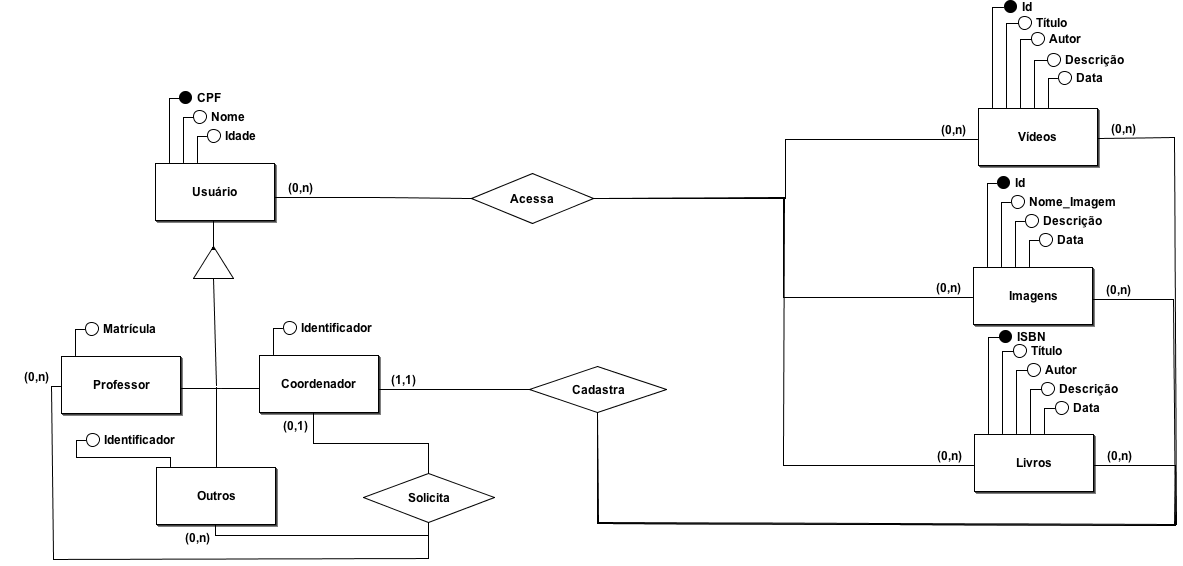 Id
Título
Autor
Descrição
Data
CPF
Nome
Idade
(0,n)
Vídeos
(0,n)
Usuário
(0,n)
Acessa
Id
Nome_Imagem
Descrição
Data
(0,n)
Imagens
(0,n)
Matrícula
Identificador
ISBN
Titulo
Autor
Descrição
Data
(0,n)
Professor
Coordenador
(1,1)
Cadastra
(0,1)
Identificador
(0,n)
Livros
(0,n)
Outros
Solicita
(0,n)